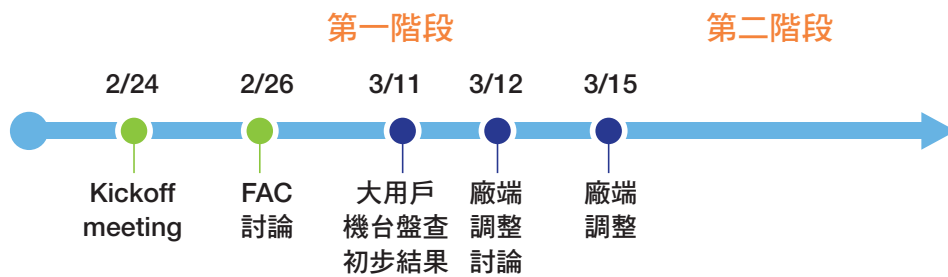 第一階段
第二階段
2/24
2/26
3/11
3/12
3/15
Kickoff
meeting
FAC
討論
大用戶
機台盤查
初步結果
廠端
調整
討論
廠端
調整